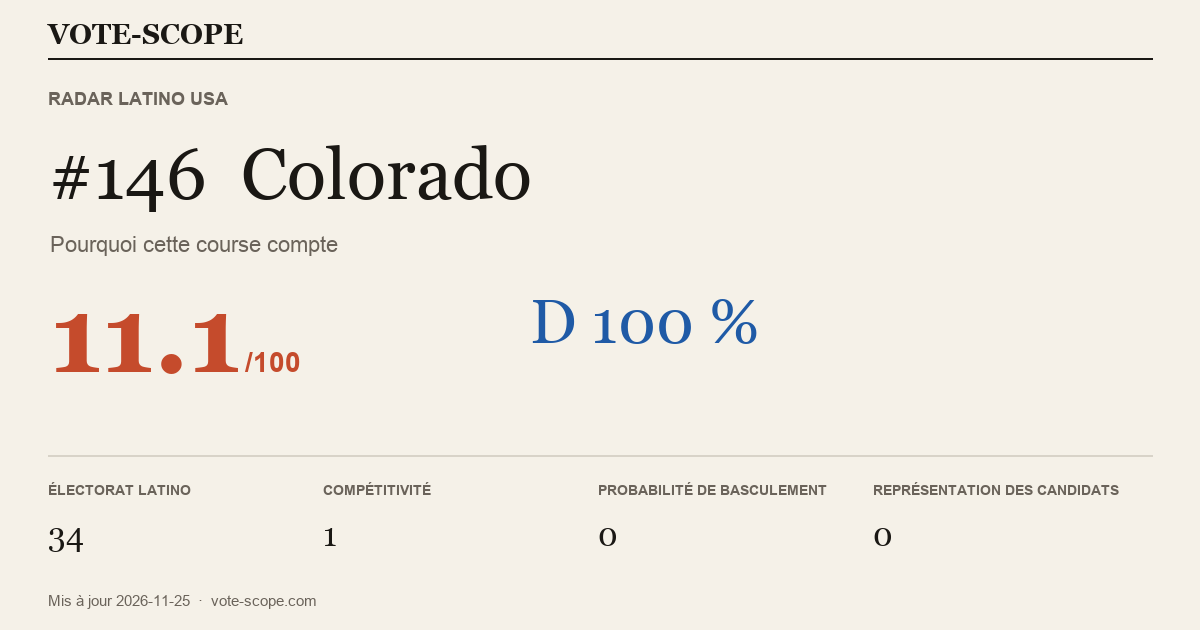 VOTE-SCOPE
RADAR LATINO USA
#146 Colorado
Pourquoi cette course compte
11.1/100
D 100 %
ÉLECTORAT LATINO
34
COMPÉTITIVITÉ
1
PROBABILITÉ DE BASCULEMENT
0
REPRÉSENTATION DES CANDIDATS
0
Mis à jour 2026-11-25 · vote-scope.com